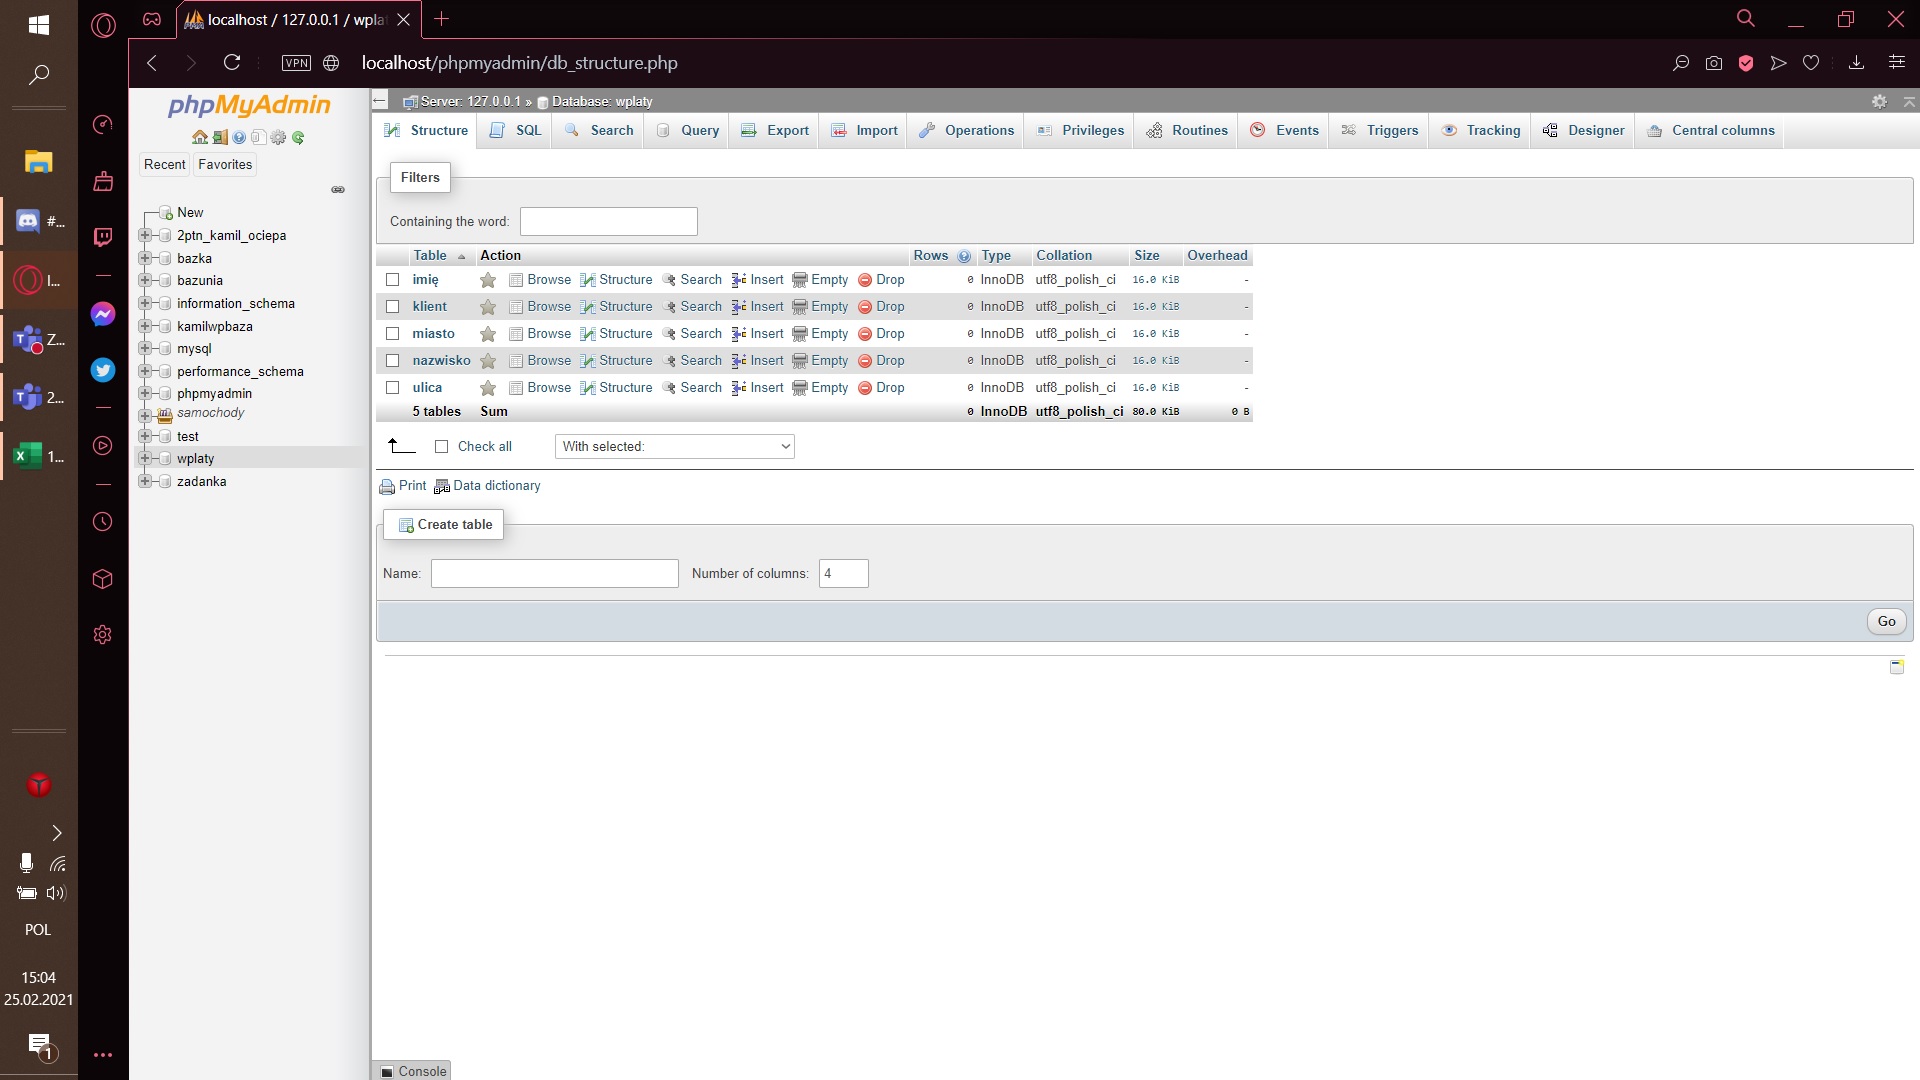 localhost / 127.0.0.1 / wpla
VPN
localhost/phpmyadmin/db_structure.php
#...
l...
Z...
2...
1...
POL
15:04
25.02.2021
1
phpMyAdmin
Recent
Favorites
New
2ptn_kamil_ociepa
bazka
bazunia
information_schema
kamilwpbaza
mysql
performance_schema
phpmyadmin
samochody
test
wplaty
zadanka
Server: 127.0.0.1 » Database: wplaty
Structure SQL Search Query Export Import Operations Privileges Routines Events Triggers Tracking Designer Central columns
Filters
Containing the word:
Table Action Rows Type Collation Size Overhead
imię Browse Structure Search Insert Empty Drop 0 InnoDB utf8_polish_ci 16.0 KiB -
klient Browse Structure Search Insert Empty Drop 0 InnoDB utf8_polish_ci 16.0 KiB -
miasto Browse Structure Search Insert Empty Drop 0 InnoDB utf8_polish_ci 16.0 KiB -
nazwisko Browse Structure Search Insert Empty Drop 0 InnoDB utf8_polish_ci 16.0 KiB -
ulica Browse Structure Search Insert Empty Drop 0 InnoDB utf8_polish_ci 16.0 KiB -
5 tables Sum 0 InnoDB utf8_polish_ci 80.0 KiB 0 B
Check all With selected:
Print Data dictionary
Create table
Name: Number of columns: 4
Go
Console